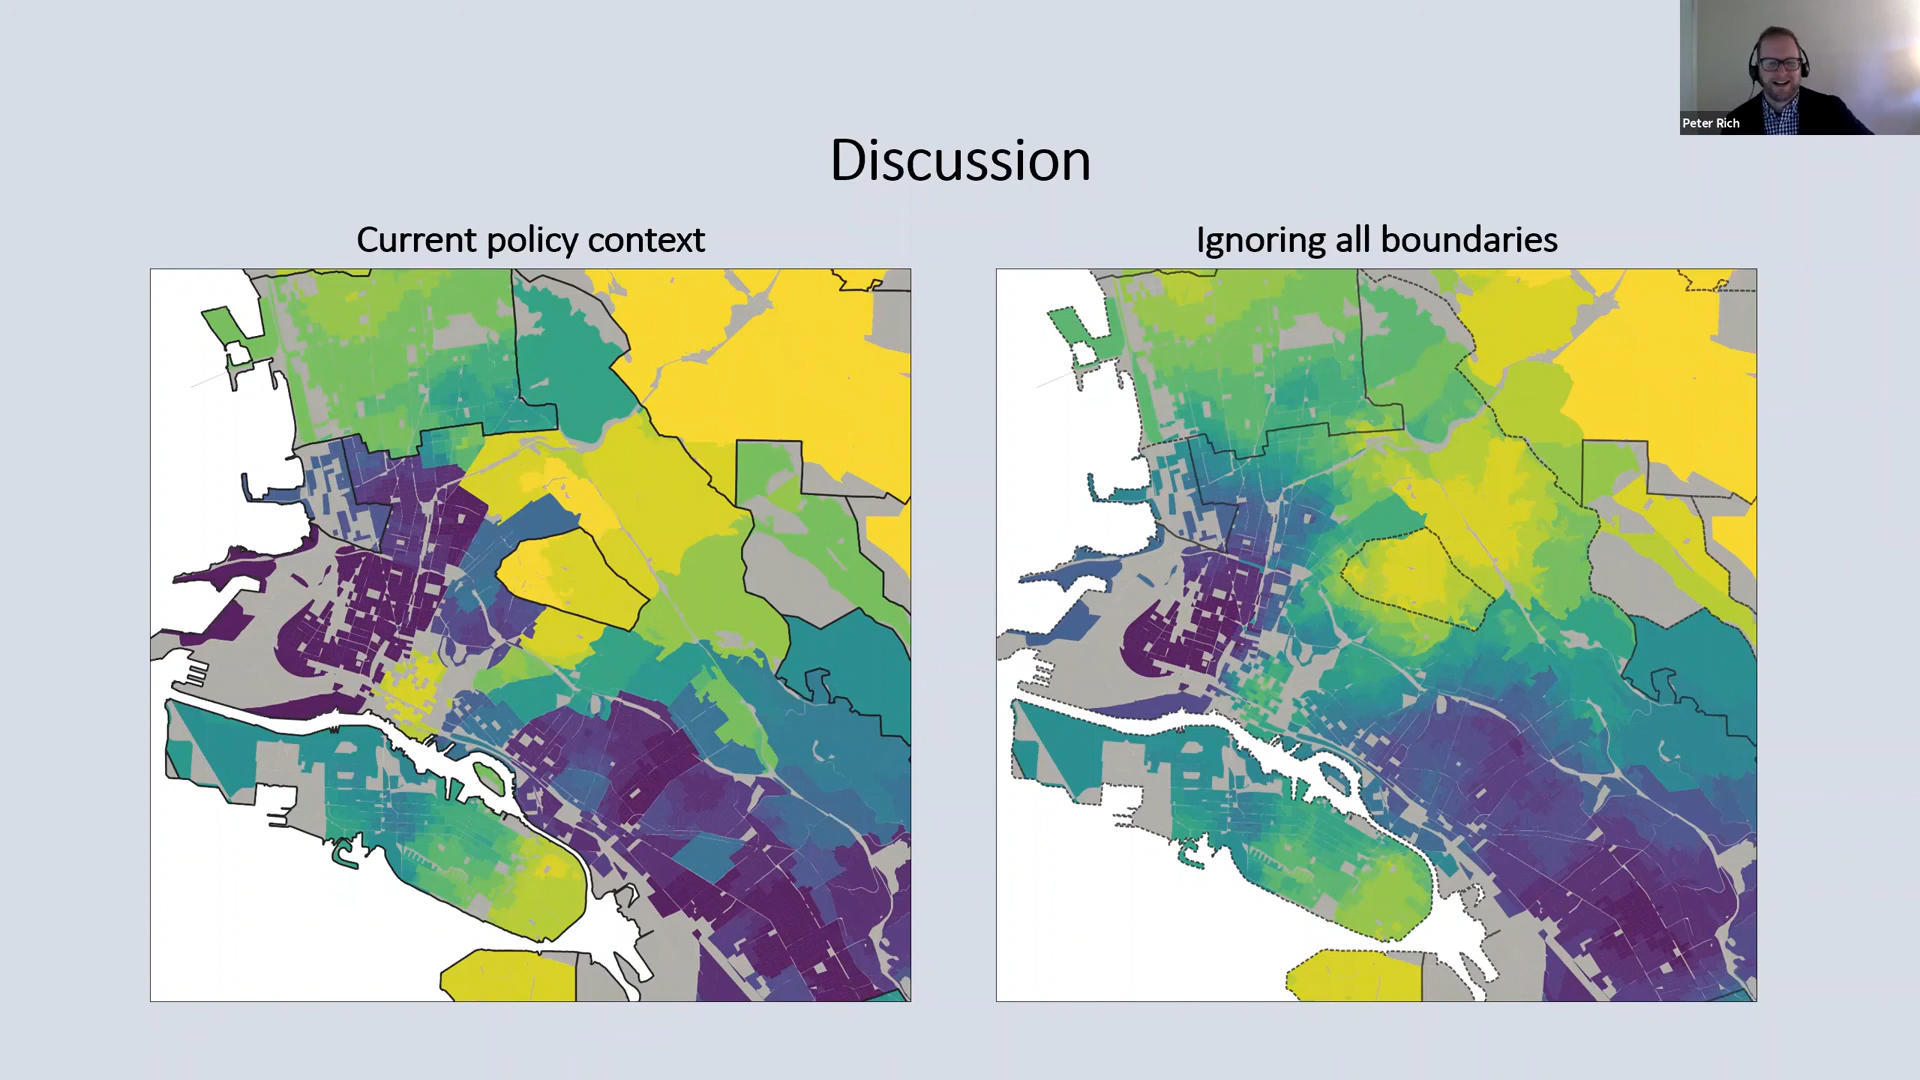 Peter Rich
Discussion
Current policy context
Ignoring all boundaries